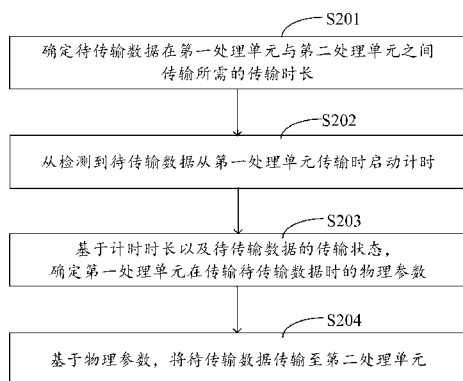 S201
确定待传输数据在第一处理单元与第二处理单元之间
传输所需的传输时长
S202
从检测到待传输数据从第一处理单元传输时启动计时
S203
基于计时时长以及待传输数据的传输状态，
确定第一处理单元在传输待传输数据时的物理参数
S204
基于物理参数，将待传输数据传输至第二处理单元